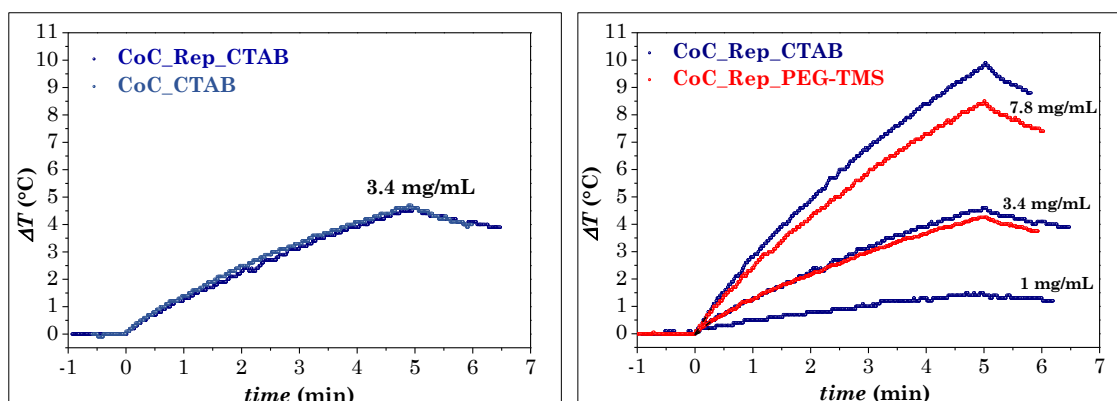 11
10
9
8
7
6
5
4
3
2
1
0
ΔT (°C)
CoC_Rep_CTAB
CoC_CTAB
3.4 mg/mL
-1 0 1 2 3 4 5 6 7
time (min)
11
10
9
8
7
6
5
4
3
2
1
0
ΔT (°C)
CoC_Rep_CTAB
CoC_Rep_PEG-TMS
7.8 mg/mL
3.4 mg/mL
1 mg/mL
-1 0 1 2 3 4 5 6 7
time (min)